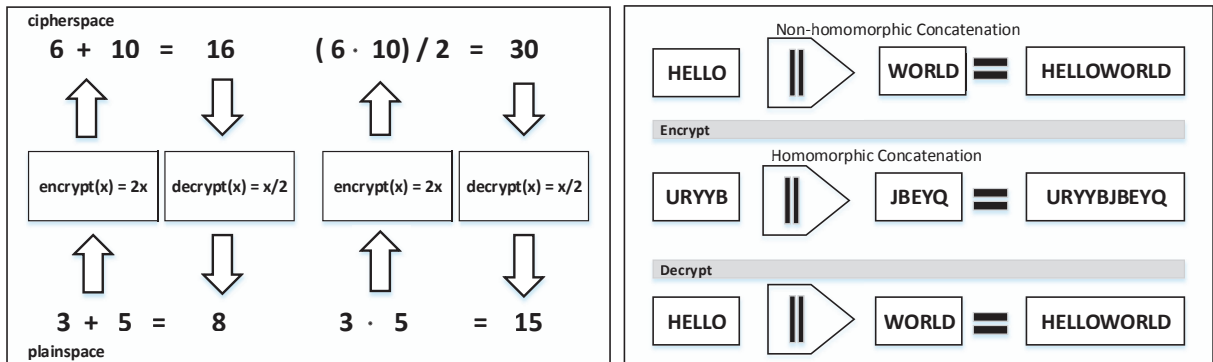 cipherspace
6 + 10 = 16 ( 6 · 10 ) / 2 = 30
encrypt(x) = 2x decrypt(x) = x/2 encrypt(x) = 2x decrypt(x) = x/2
3 + 5 = 8 3 · 5 = 15
plainspace
Non-homomorphic Concatenation
HELLO || WORLD = HELLOWORLD
Encrypt
Homomorphic Concatenation
URYYB || JBEYQ = URYYBJBEYQ
Decrypt
HELLO || WORLD = HELLOWORLD